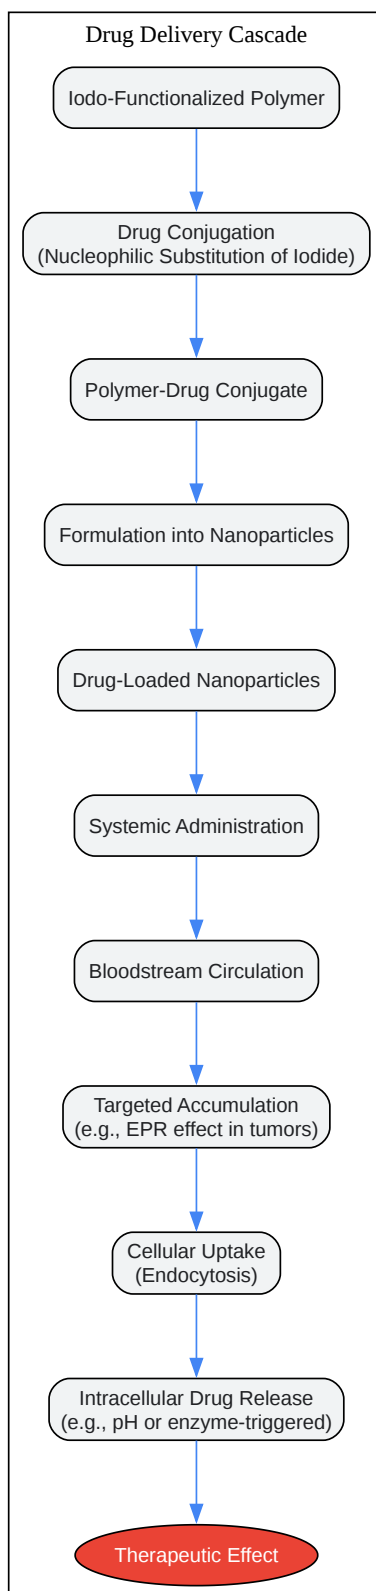 Drug Delivery Cascade
Iodo-Functionalized Polymer
Drug Conjugation
(Nucleophilic Substitution of Iodide)
Polymer-Drug Conjugate
Formulation into Nanoparticles
Drug-Loaded Nanoparticles
Systemic Administration
Bloodstream Circulation
Targeted Accumulation
(e.g., EPR effect in tumors)
Cellular Uptake
(Endocytosis)
Intracellular Drug Release
(e.g., pH or enzyme-triggered)
Therapeutic Effect